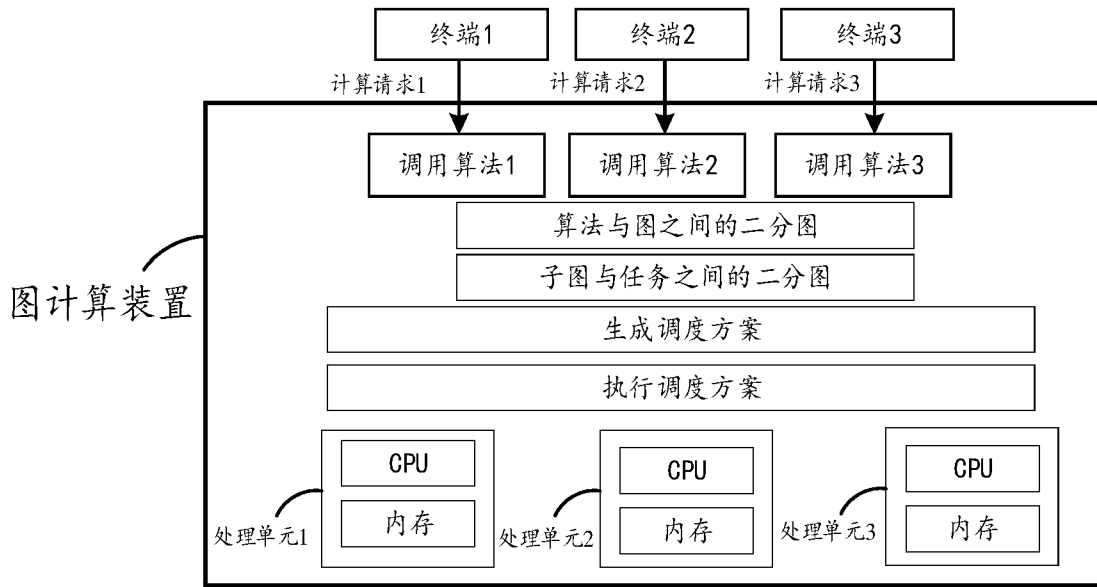 终端1
终端2
终端3
计算请求1
计算请求2
计算请求3
调用算法1
调用算法2
调用算法3
算法与图之间的二分图
子图与任务之间的二分图
图计算装置
生成调度方案
执行调度方案
CPU
内存
处理单元1
CPU
内存
处理单元2
CPU
内存
处理单元3